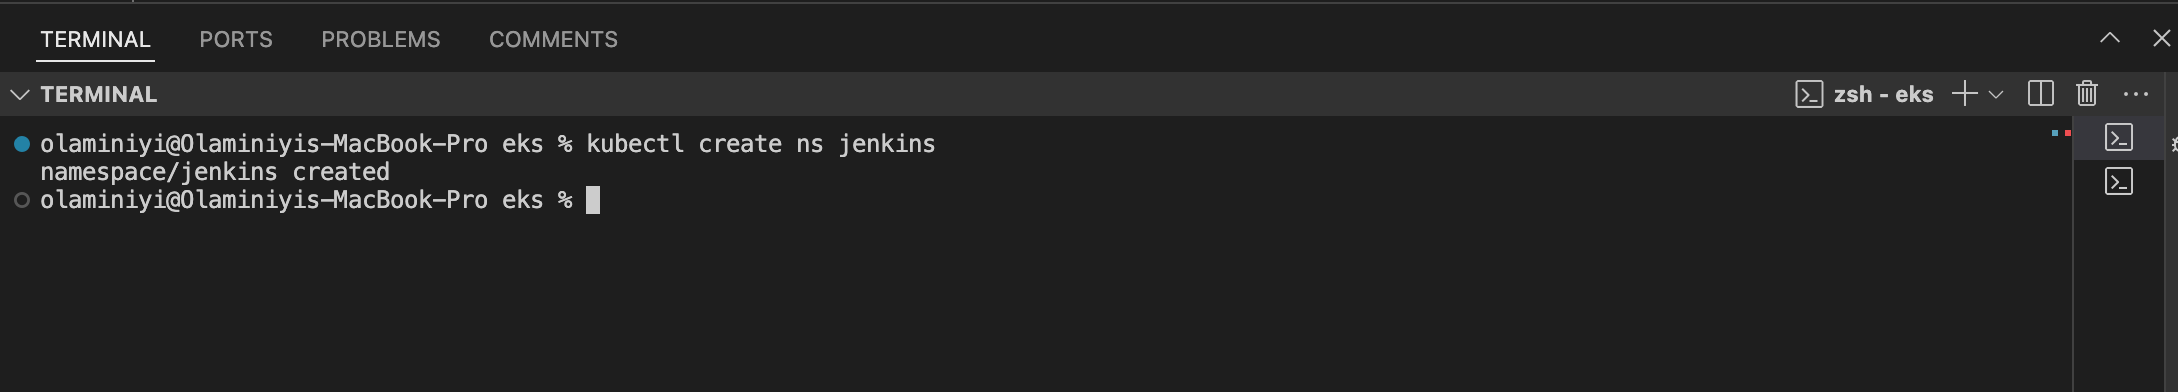 TERMINAL PORTS PROBLEMS COMMENTS
TERMINAL zsh - eks
olaminiyi@Olaminiyis-MacBook-Pro eks % kubectl create ns jenkins
namespace/jenkins created
olaminiyi@Olaminiyis-MacBook-Pro eks %